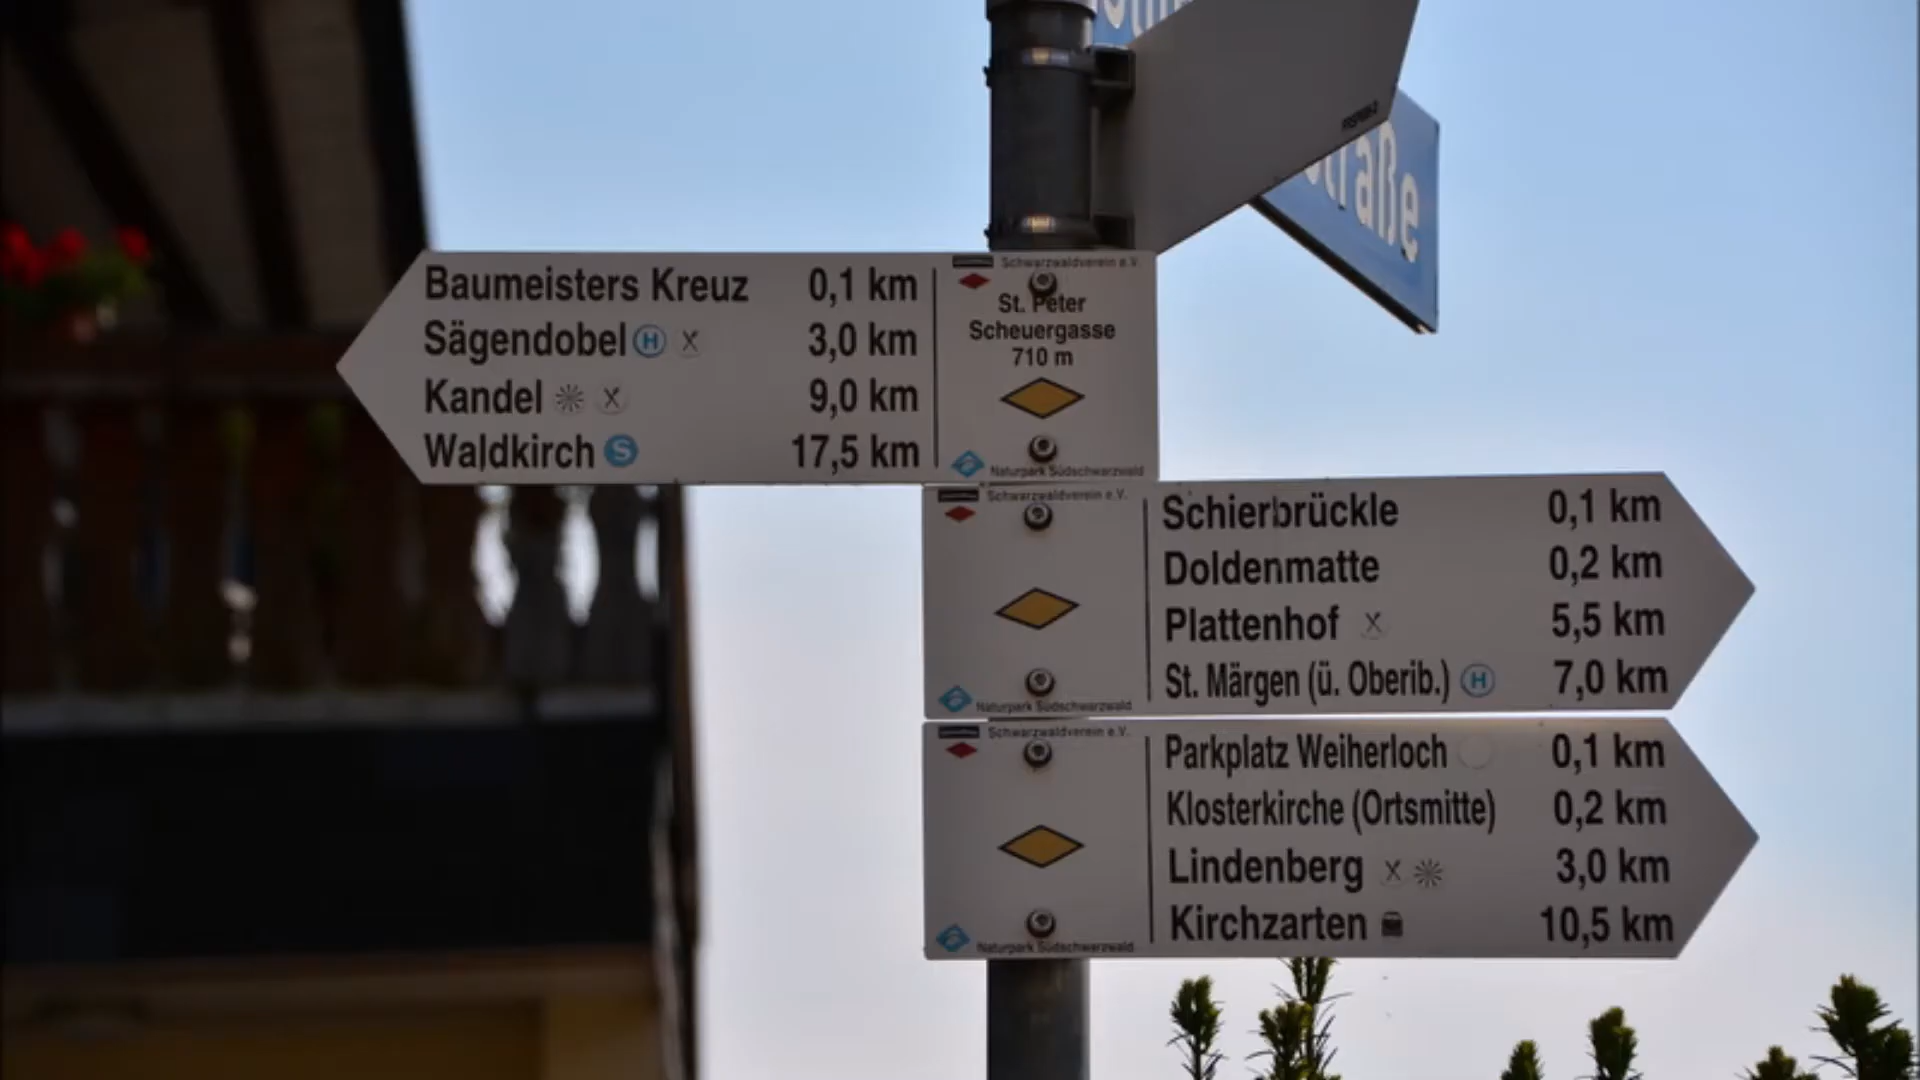 straße
Schwarzwaldverein e.V.
Baumeisters Kreuz 0,1 km
Sägendobel H 3,0 km
Kandel 9,0 km
Waldkirch S 17,5 km
St. Peter
Scheuergasse
710 m
Naturpark Südschwarzwald
Schwarzwaldverein e.V.
Schierbrückle 0,1 km
Doldenmatte 0,2 km
Plattenhof 5,5 km
St. Märgen (ü. Oberib.) H 7,0 km
Naturpark Südschwarzwald
Schwarzwaldverein e.V.
Parkplatz Weiherloch 0,1 km
Klosterkirche (Ortsmitte) 0,2 km
Lindenberg 3,0 km
Kirchzarten 10,5 km
Naturpark Südschwarzwald